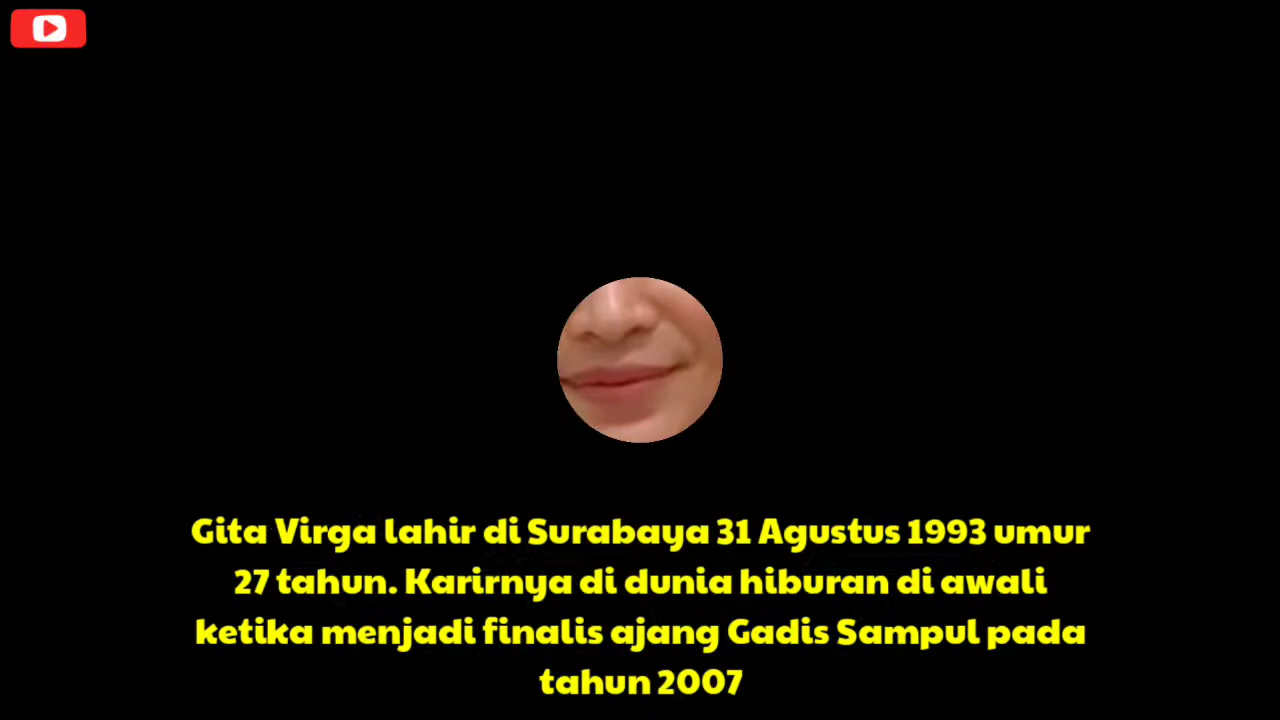 Gita Virga lahir di Surabaya 31 Agustus 1993 umur
27 tahun. Karirnya di dunia hiburan di awali
ketika menjadi finalis ajang Gadis Sampul pada
tahun 2007